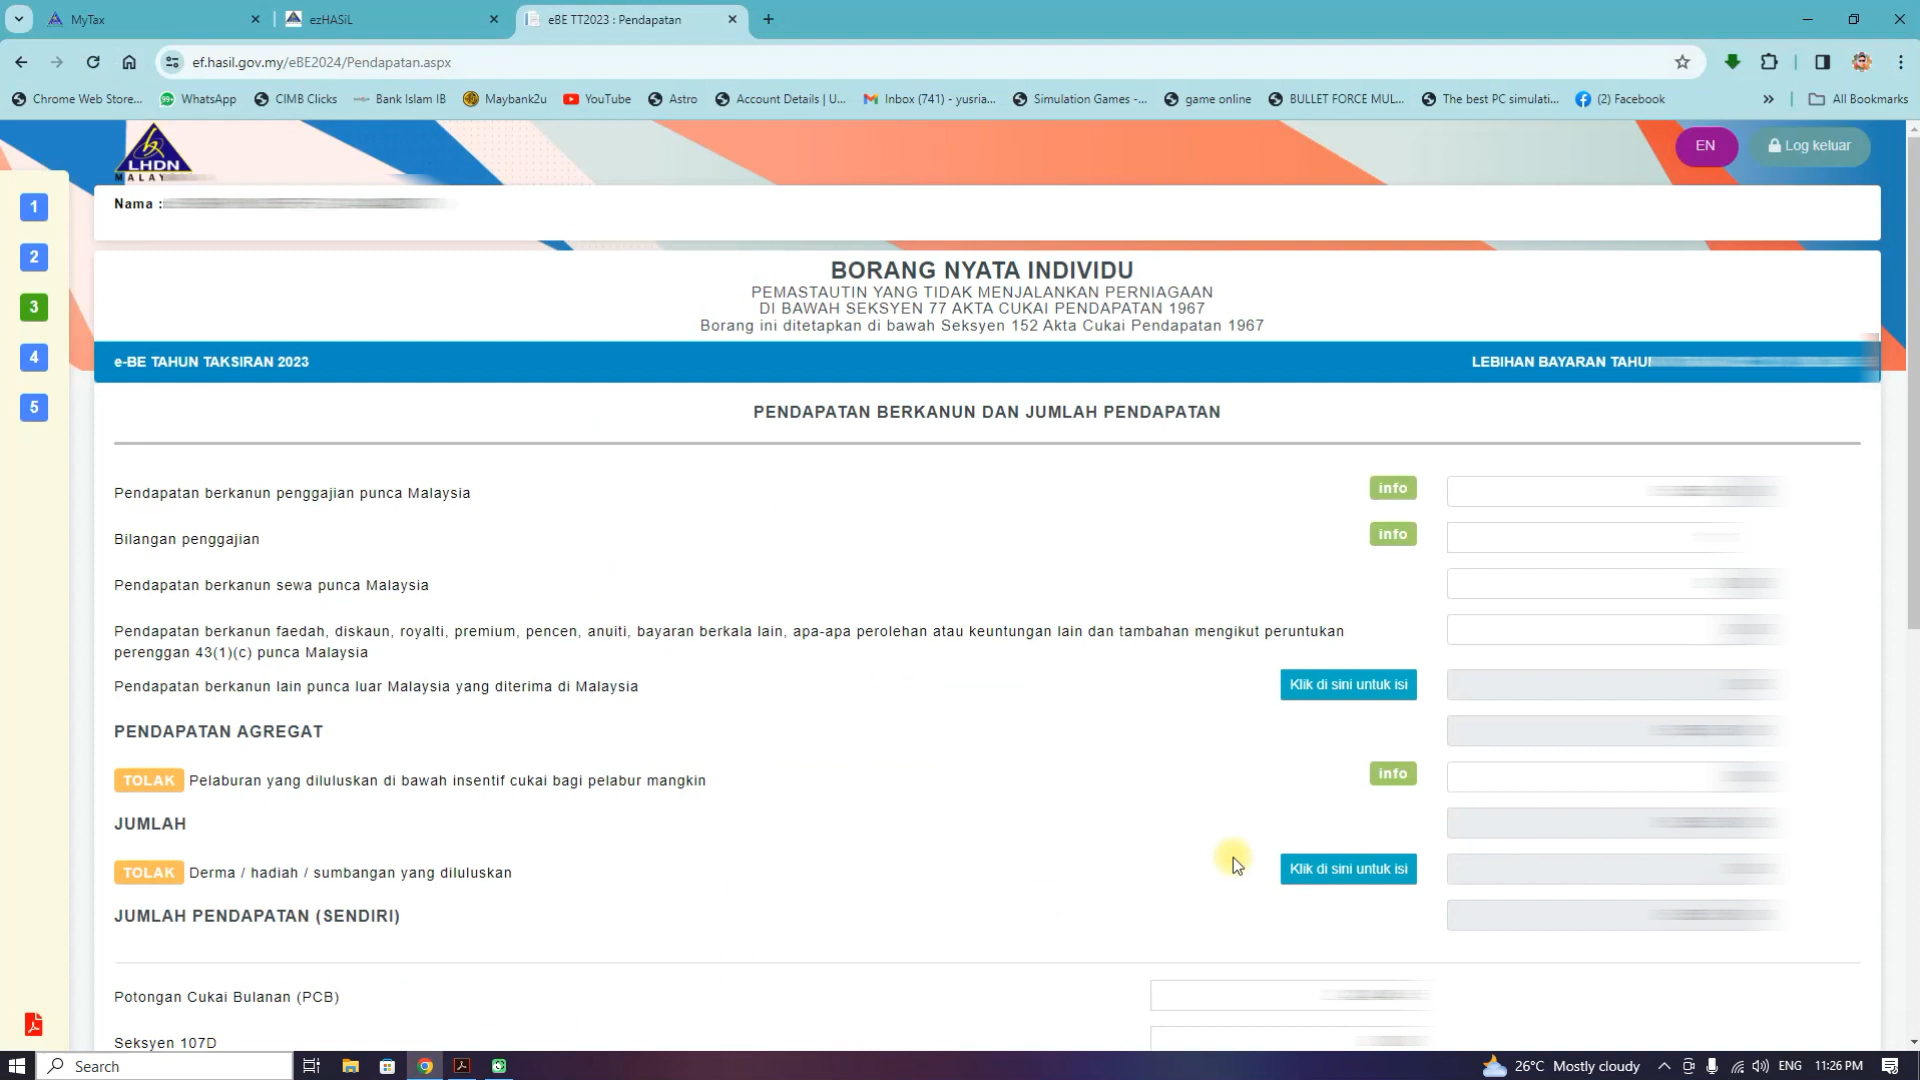 MyTax
ezHASiL
eBE TT2023 : Pendapatan
ef.hasil.gov.my/eBE2024/Pendapatan.aspx
Chrome Web Store... WhatsApp CIMB Clicks Bank Islam IB Maybank2u YouTube Astro Account Details | U... Inbox (741) - yusria... Simulation Games -... game online BULLET FORCE MUL... The best PC simulati... (2) Facebook » All Bookmarks
LHDN
MALAY
EN
Log keluar
1
2
3
4
5
Nama :
BORANG NYATA INDIVIDU
PEMASTAUTIN YANG TIDAK MENJALANKAN PERNIAGAAN
DI BAWAH SEKSYEN 77 AKTA CUKAI PENDAPATAN 1967
Borang ini ditetapkan di bawah Seksyen 152 Akta Cukai Pendapatan 1967
e-BE TAHUN TAKSIRAN 2023
LEBIHAN BAYARAN
PENDAPATAN BERKANUN DAN JUMLAH PENDAPATAN
Pendapatan berkanun penggajian punca Malaysia info
Bilangan penggajian info
Pendapatan berkanun sewa punca Malaysia
Pendapatan berkanun faedah, diskaun, royalti, premium, pencen, anuiti, bayaran berkala lain, apa-apa perolehan atau keuntungan lain dan tambahan mengikut peruntukan
perenggan 43(1)(c) punca Malaysia
Pendapatan berkanun lain punca luar Malaysia yang diterima di Malaysia Klik di sini untuk isi
PENDAPATAN AGREGAT
TOLAK Pelaburan yang diluluskan di bawah insentif cukai bagi pelabur mangkin info
JUMLAH
TOLAK Derma / hadiah / sumbangan yang diluluskan Klik di sini untuk isi
JUMLAH PENDAPATAN (SENDIRI)
Potongan Cukai Bulanan (PCB)
Seksyen 107D
Search
26°C Mostly cloudy ENG 11:26 PM